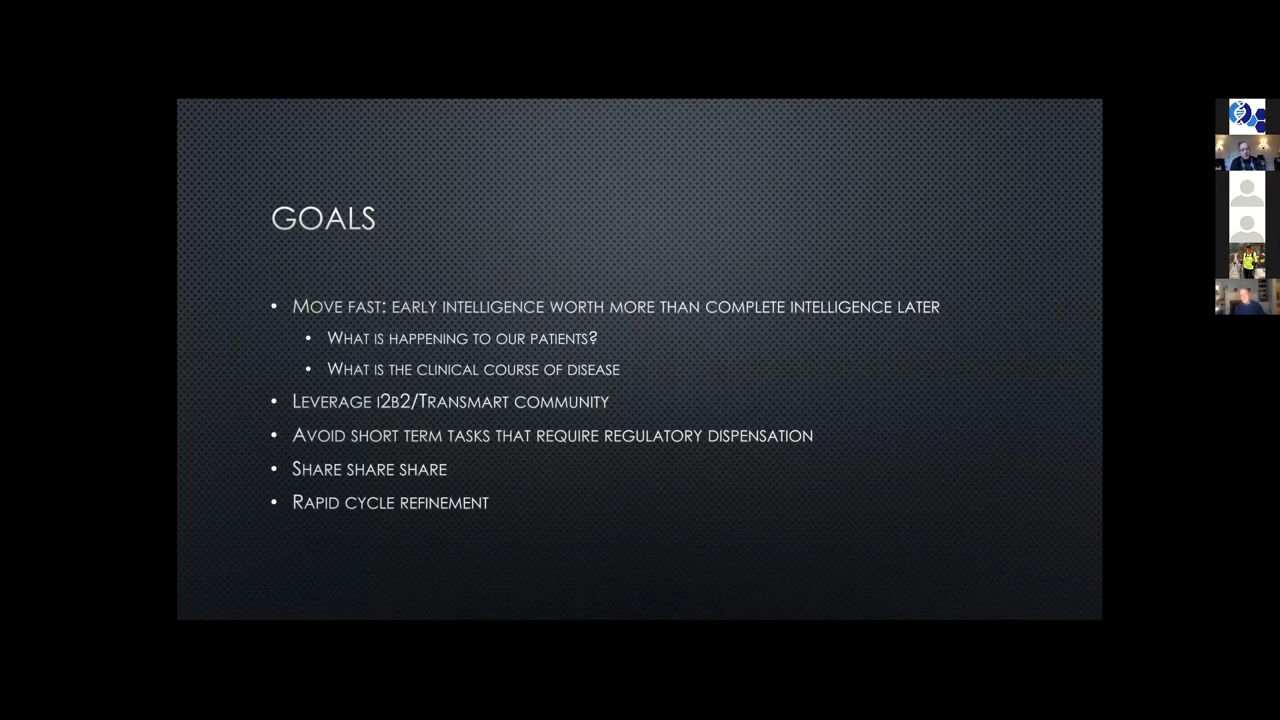 GOALS
• MOVE FAST: EARLY INTELLIGENCE WORTH MORE THAN COMPLETE INTELLIGENCE LATER
• WHAT IS HAPPENING TO OUR PATIENTS?
• WHAT IS THE CLINICAL COURSE OF DISEASE
• LEVERAGE I2B2/TRANSMART COMMUNITY
• AVOID SHORT TERM TASKS THAT REQUIRE REGULATORY DISPENSATION
• SHARE SHARE SHARE
• RAPID CYCLE REFINEMENT